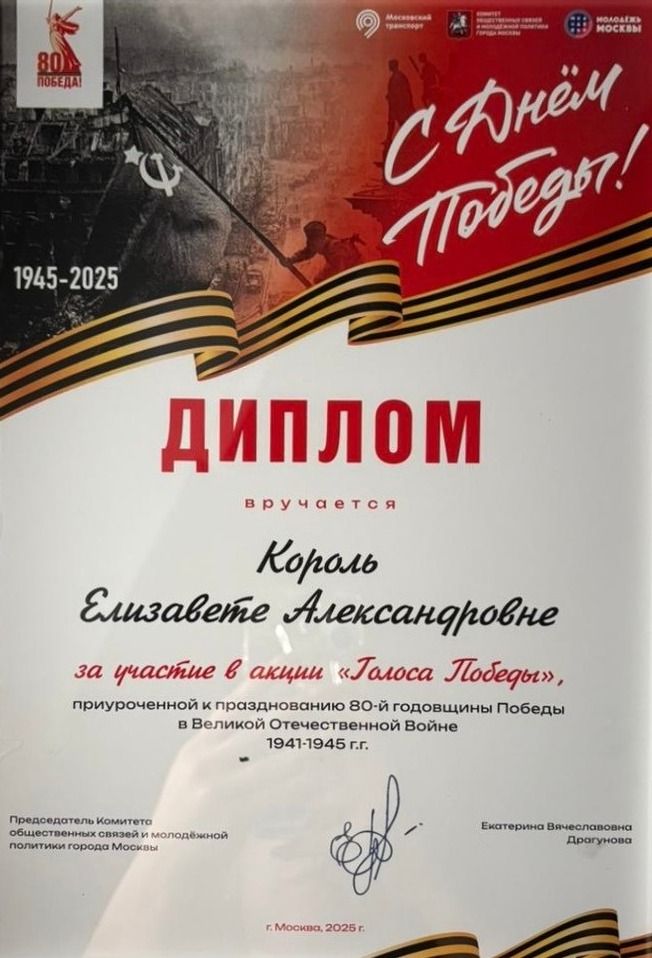 80
ПОБЕДА!
Московский
транспорт
КОМИТЕТ
ОБЩЕСТВЕННЫХ СВЯЗЕЙ
И МОЛОДЁЖНОЙ ПОЛИТИКИ
ГОРОДА МОСКВЫ
МОЛОДЁЖЬ
МОСКВЫ
С Днём
Победы!
1945-2025
ДИПЛОМ
вручается
Король
Елизавете Александровне
за участие в акции «Голоса Победы»,
приуроченной к празднованию 80-й годовщины Победы
в Великой Отечественной Войне
1941-1945 г.г.
Председатель Комитета
общественных связей и молодёжной
политики города Москвы
Екатерина Вячеславовна
Драгунова
г. Москва, 2025 г.